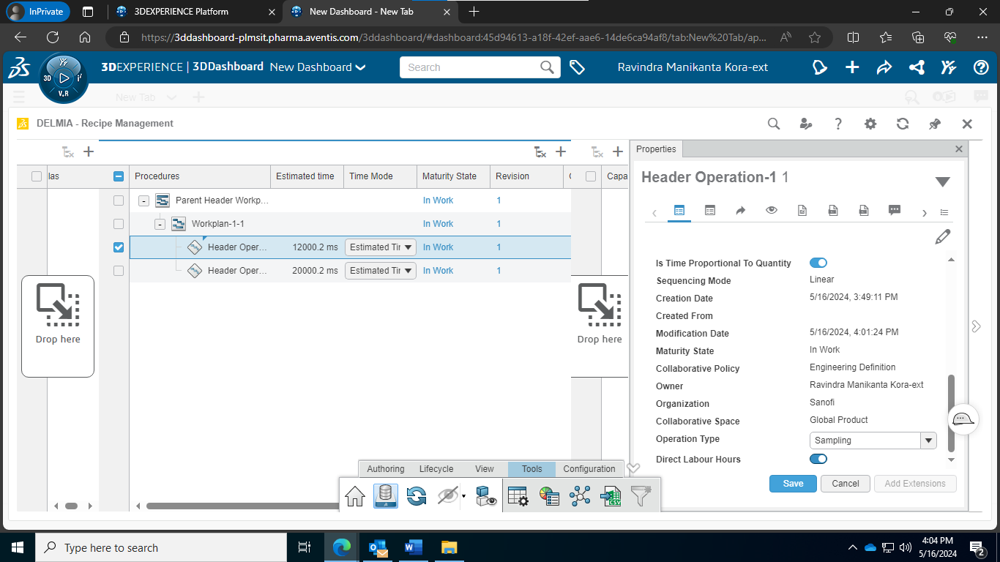 InPrivate
3DEXPERIENCE Platform
New Dashboard - New Tab
https://3ddashboard-plmsit.pharma.aventis.com/3ddashboard/#dashboard:45d94613-a18f-42ef-aae6-14de6ca94af8/tab:New%20Tab/ap...
3D V.R
3DEXPERIENCE | 3DDashboard New Dashboard
Search
Ravindra Manikanta Kora-ext
New Tab
DELMIA - Recipe Management
las
Procedures Estimated time Time Mode Maturity State Revision
Capa
Parent Header Workp... In Work 1
Workplan-1-1 In Work 1
Header Oper... 12000.2 ms Estimated Tir In Work 1
Header Oper... 20000.2 ms Estimated Tir In Work 1
Drop here
Drop here
Properties
Header Operation-1 1
Is Time Proportional To Quantity
Sequencing Mode Linear
Creation Date 5/16/2024, 3:49:11 PM
Created From
Modification Date 5/16/2024, 4:01:24 PM
Maturity State In Work
Collaborative Policy Engineering Definition
Owner Ravindra Manikanta Kora-ext
Organization Sanofi
Collaborative Space Global Product
Operation Type Sampling
Direct Labour Hours
Save Cancel Add Extensions
Authoring Lifecycle View Tools Configuration
CSV
Type here to search
4:04 PM
5/16/2024
2